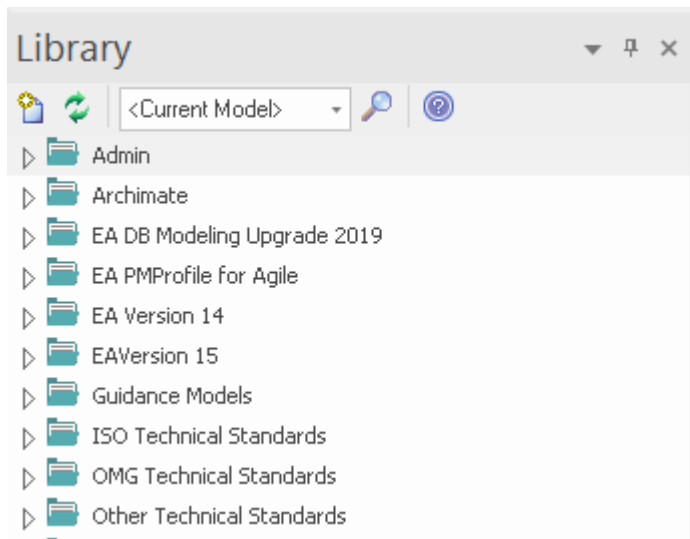 Library
<Current Model>
Admin
Archimate
EA DB Modeling Upgrade 2019
EA PMProfile for Agile
EA Version 14
EAVersion 15
Guidance Models
ISO Technical Standards
OMG Technical Standards
Other Technical Standards